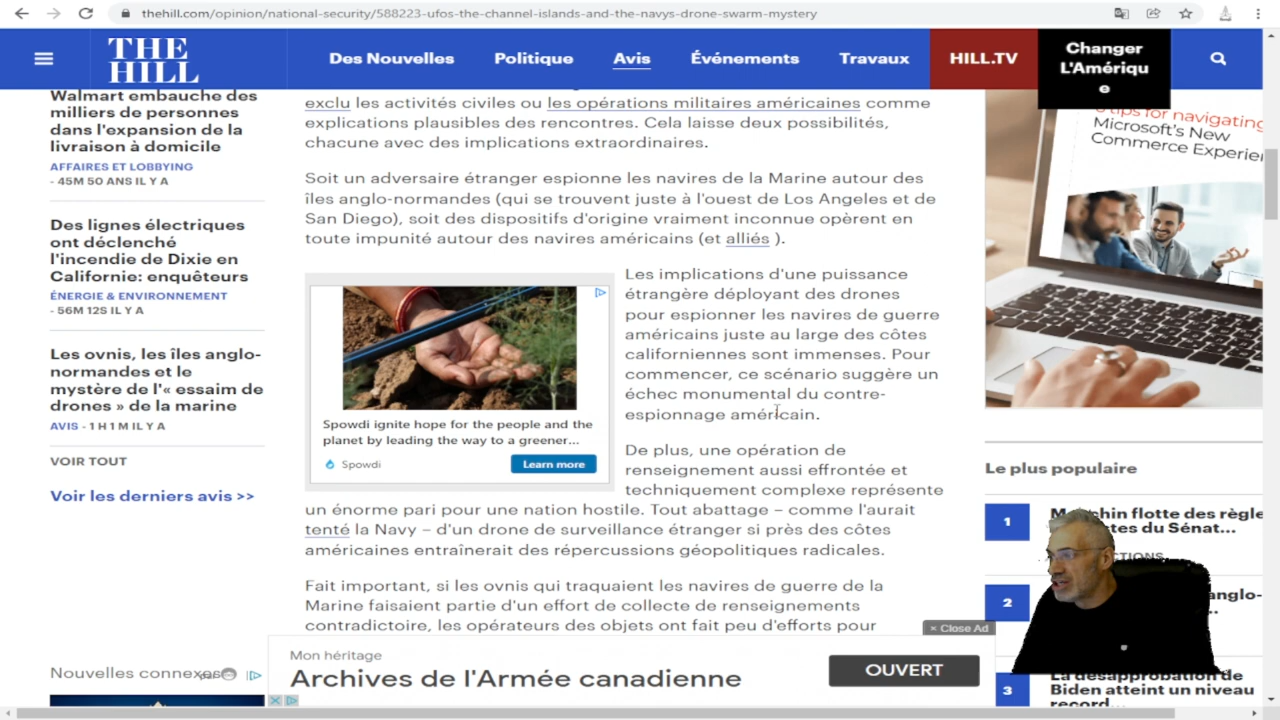 thehill.com/opinion/national-security/588223-ufos-the-channel-islands-and-the-navys-drone-swarm-mystery
THE
HILL
Des Nouvelles
Politique
Avis
Événements
Travaux
HILL.TV
Changer
L'Amériqu
e
Walmart embauche des
milliers de personnes
dans l'expansion de la
livraison à domicile
AFFAIRES ET LOBBYING
- 45M 50 ANS IL Y A
Des lignes électriques
ont déclenché
l'incendie de Dixie en
Californie: enquêteurs
ÉNERGIE & ENVIRONNEMENT
- 56M 12S IL Y A
Les ovnis, les îles anglo-
normandes et le
mystère de l'« essaim de
drones » de la marine
AVIS - 1 H 1 M IL Y A
VOIR TOUT
Voir les derniers avis >>
Nouvelles connexes
exclu les activités civiles ou les opérations militaires américaines comme
explications plausibles des rencontres. Cela laisse deux possibilités,
chacune avec des implications extraordinaires.
Soit un adversaire étranger espionne les navires de la Marine autour des
îles anglo-normandes (qui se trouvent juste à l'ouest de Los Angeles et de
San Diego), soit des dispositifs d'origine vraiment inconnue opèrent en
toute impunité autour des navires américains (et alliés ).
Spowdi ignite hope for the people and the
planet by leading the way to a greener...
Spowdi
Learn more
Les implications d'une puissance
étrangère déployant des drones
pour espionner les navires de guerre
américains juste au large des côtes
californiennes sont immenses. Pour
commencer, ce scénario suggère un
échec monumental du contre-
espionnage américain.
De plus, une opération de
renseignement aussi effrontée et
techniquement complexe représente
un énorme pari pour une nation hostile. Tout abattage – comme l'aurait
tenté la Navy – d'un drone de surveillance étranger si près des côtes
américaines entraînerait des répercussions géopolitiques radicales.
Fait important, si les ovnis qui traquaient les navires de guerre de la
Marine faisaient partie d'un effort de collecte de renseignements
contradictoire, les opérateurs des objets ont fait peu d'efforts pour
× Close Ad
Mon héritage
Archives de l'Armée canadienne
OUVERT
tips for navigating
Microsoft's New
Commerce Experien
Le plus populaire
1
flotte des règle
du Sénat...
2
anglo-
3
La désapprobation de
Biden atteint un niveau
record...